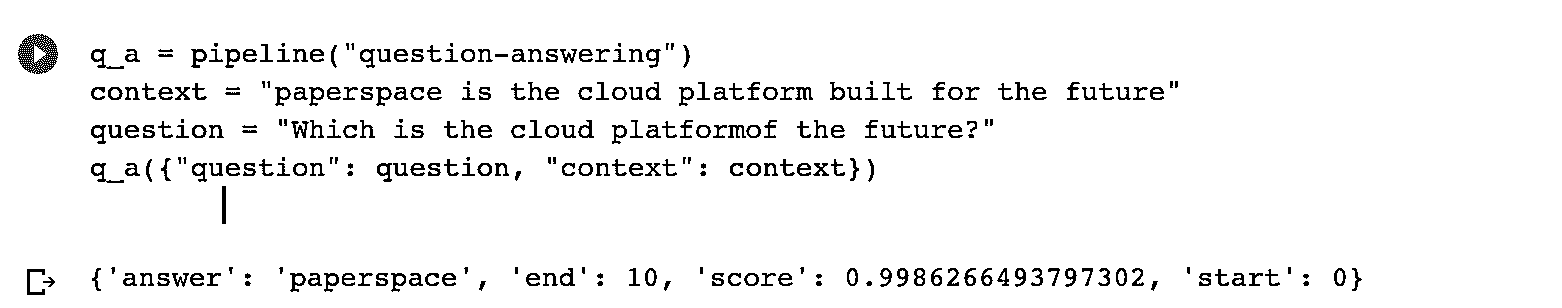 q_a = pipeline("question-answering")
context = "paperspace is the cloud platform built for the future"
question = "Which is the cloud platformof the future?"
q_a({"question": question, "context": context})
{'answer': 'paperspace', 'end': 10, 'score': 0.9986266493797302, 'start': 0}